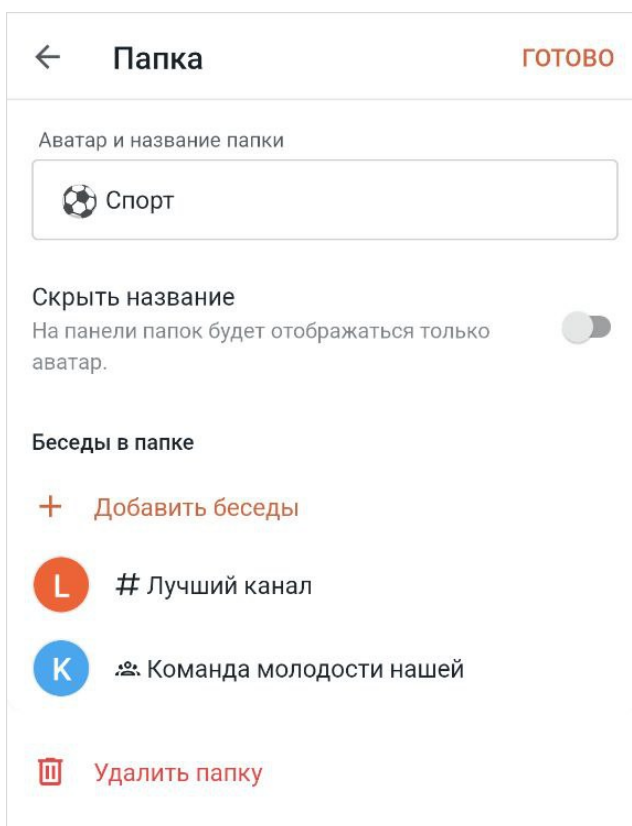 Папка
ГОТОВО
Аватар и название папки
Спорт
Скрыть название
На панели папок будет отображаться только
аватар.
Беседы в папке
+ Добавить беседы
L # Лучший канал
K Команда молодости нашей
Удалить папку